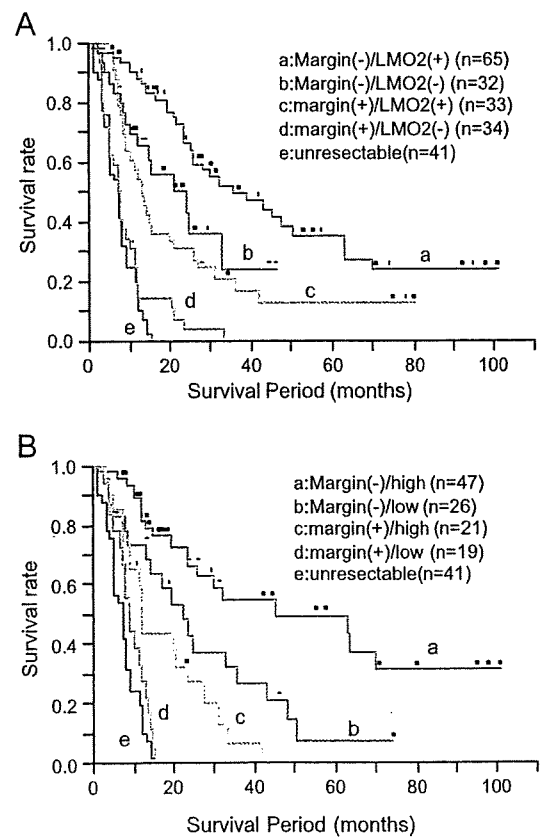 A
1.0
0.8
0.6
0.4
0.2
0.0
Survival rate
a:Margin(-)/LMO2(+) (n=65)
b:Margin(-)/LMO2(-) (n=32)
c:margin(+)/LMO2(+) (n=33)
d:margin(+)/LMO2(-) (n=34)
e:unresectable(n=41)
a
b
c
d
e
0 20 40 60 80 100
Survival Period (months)
B
1.0
0.8
0.6
0.4
0.2
0.0
Survival rate
a:Margin(-)/high (n=47)
b:Margin(-)/low (n=26)
c:margin(+)/high (n=21)
d:margin(+)/low (n=19)
e:unresectable(n=41)
a
b
c
d
e
0 20 40 60 80 100
Survival Period (months)